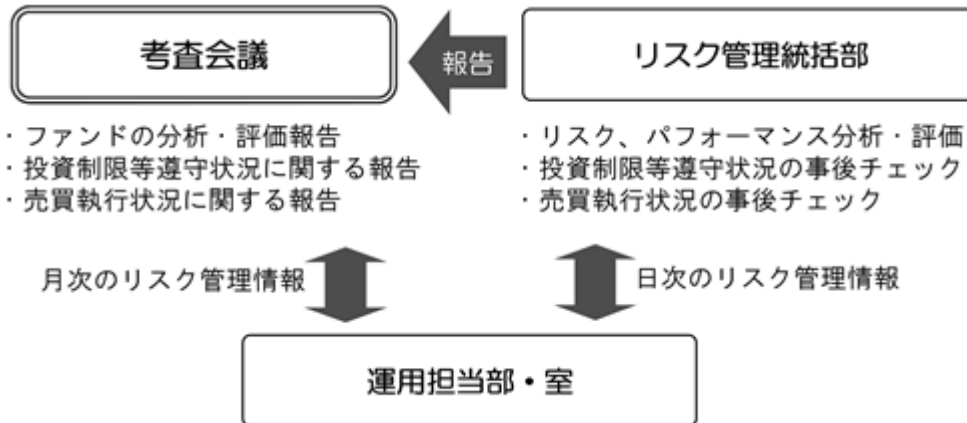 考査会議
報告
リスク管理統括部
・ファンドの分析・評価報告
・投資制限等遵守状況に関する報告
・売買執行状況に関する報告
・リスク、パフォーマンス分析・評価
・投資制限等遵守状況の事後チェック
・売買執行状況の事後チェック
月次のリスク管理情報
日次のリスク管理情報
運用担当部・室